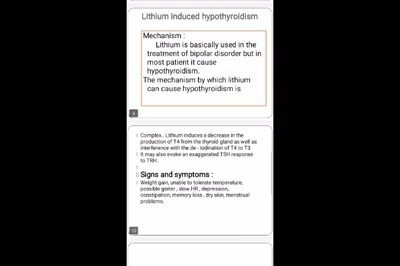 Lithium induced hypothyroidism
Mechanism :
Lithium is basically used in the
treatment of bipolar disorder but in
most patient it cause
hypothyroidism.
The mechanism by which lithium
can cause hypothyroidism is
Complex.. Lithium induces a decrease in the
production of T4 from the thyroid gland as well as
interference with the de - iodination of T4 to T3
It may also evoke an exaggerated TSH response
to TRH.
Signs and symptoms :
Weight gain, unable to tolerate temperature,
possible goiter , slow HR , depression,
constipation, memory loss , dry skin, menstrual
problems.